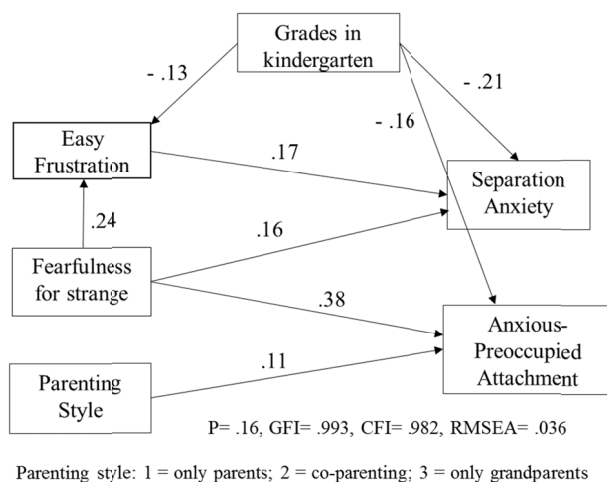 Grades in
kindergarten
- .13
- .21
- .16
Easy
Frustration
.17
Separation
Anxiety
.24
.16
Fearfulness
for strange
.38
Anxious-
Preoccupied
Attachment
Parenting
Style
.11
P= .16, GFI= .993, CFI= .982, RMSEA= .036
Parenting style: 1 = only parents; 2 = co-parenting; 3 = only grandparents